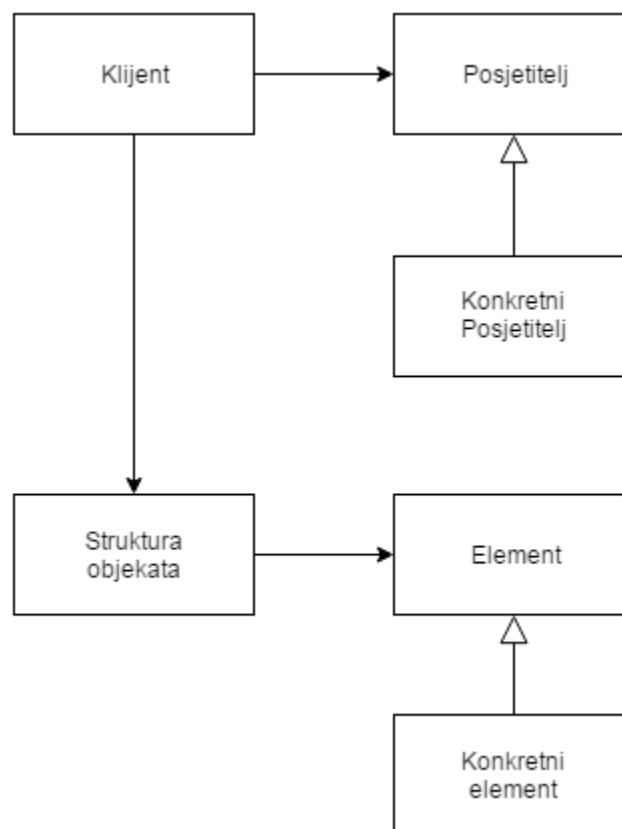 Klijent
Posjetitelj
Konkretni
Posjetitelj
Struktura
objekata
Element
Konkretni
element